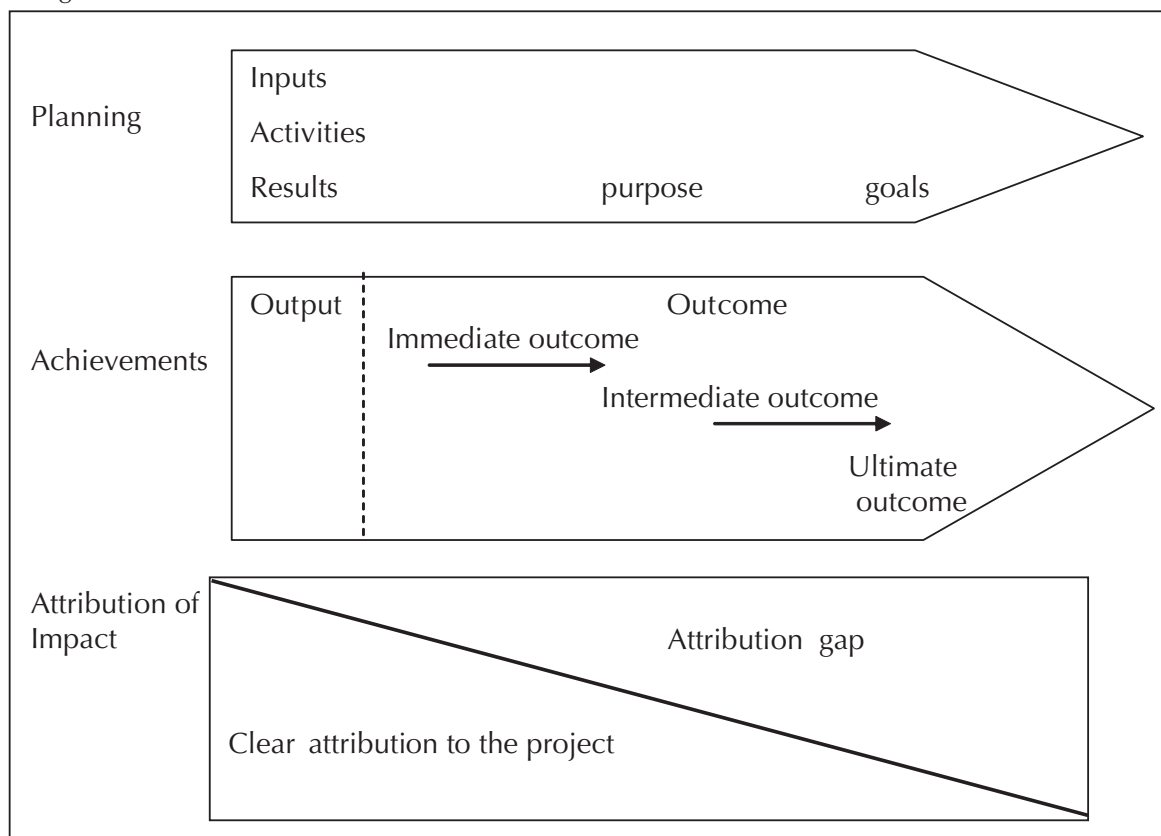 Planning
Inputs
Activities
Results purpose goals
Achievements
Output Outcome
Immediate outcome
Intermediate outcome
Ultimate
outcome
Attribution of
Impact
Attribution gap
Clear attribution to the project